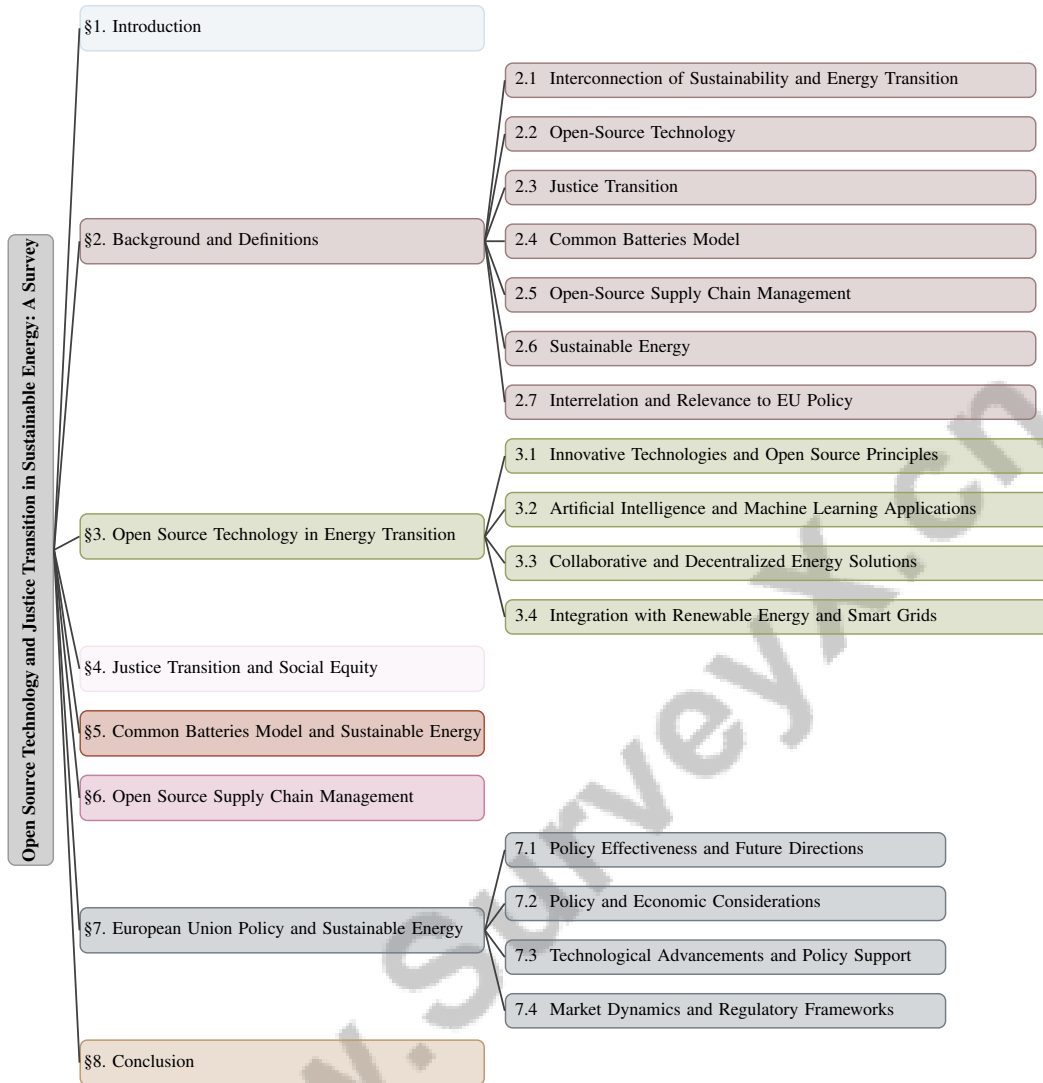 Open Source Technology and Justice Transition in Sustainable Energy: A Survey
§1. Introduction
§2. Background and Definitions
2.1 Interconnection of Sustainability and Energy Transition
2.2 Open-Source Technology
2.3 Justice Transition
2.4 Common Batteries Model
2.5 Open-Source Supply Chain Management
2.6 Sustainable Energy
2.7 Interrelation and Relevance to EU Policy
§3. Open Source Technology in Energy Transition
3.1 Innovative Technologies and Open Source Principles
3.2 Artificial Intelligence and Machine Learning Applications
3.3 Collaborative and Decentralized Energy Solutions
3.4 Integration with Renewable Energy and Smart Grids
§4. Justice Transition and Social Equity
§5. Common Batteries Model and Sustainable Energy
§6. Open Source Supply Chain Management
§7. European Union Policy and Sustainable Energy
7.1 Policy Effectiveness and Future Directions
7.2 Policy and Economic Considerations
7.3 Technological Advancements and Policy Support
7.4 Market Dynamics and Regulatory Frameworks
§8. Conclusion
w.Surveyx.cn